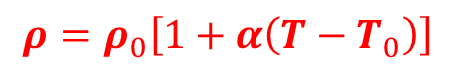 ρ = ρ₀[1 + α(T − T₀)]